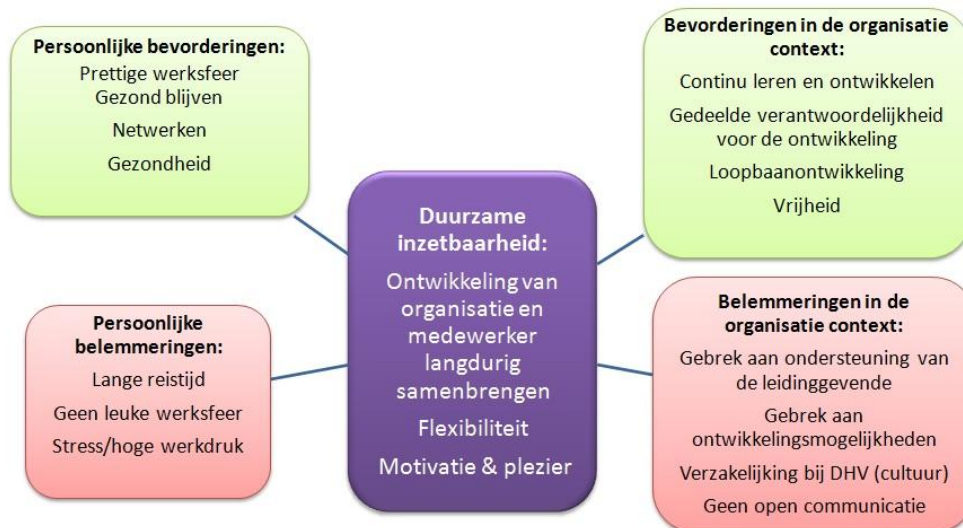 Persoonlijke bevorderingen:
Prettige werksfeer
Gezond blijven
Netwerken
Gezondheid
Bevorderingen in de organisatie
context:
Continu leren en ontwikkelen
Gedeelde verantwoordelijkheid
voor de ontwikkeling
Loopbaanontwikkeling
Vrijheid
Duurzame
inzetbaarheid:
Ontwikkeling van
organisatie en
medewerker
langdurig
samenbrengen
Flexibiliteit
Motivatie & plezier
Persoonlijke
belemmeringen:
Lange reistijd
Geen leuke werksfeer
Stress/hoge werkdruk
Belemmeringen in de
organisatie context:
Gebrek aan ondersteuning van
de leidinggevende
Gebrek aan
ontwikkelingsmogelijkheden
Verzakelijking bij DHV (cultuur)
Geen open communicatie